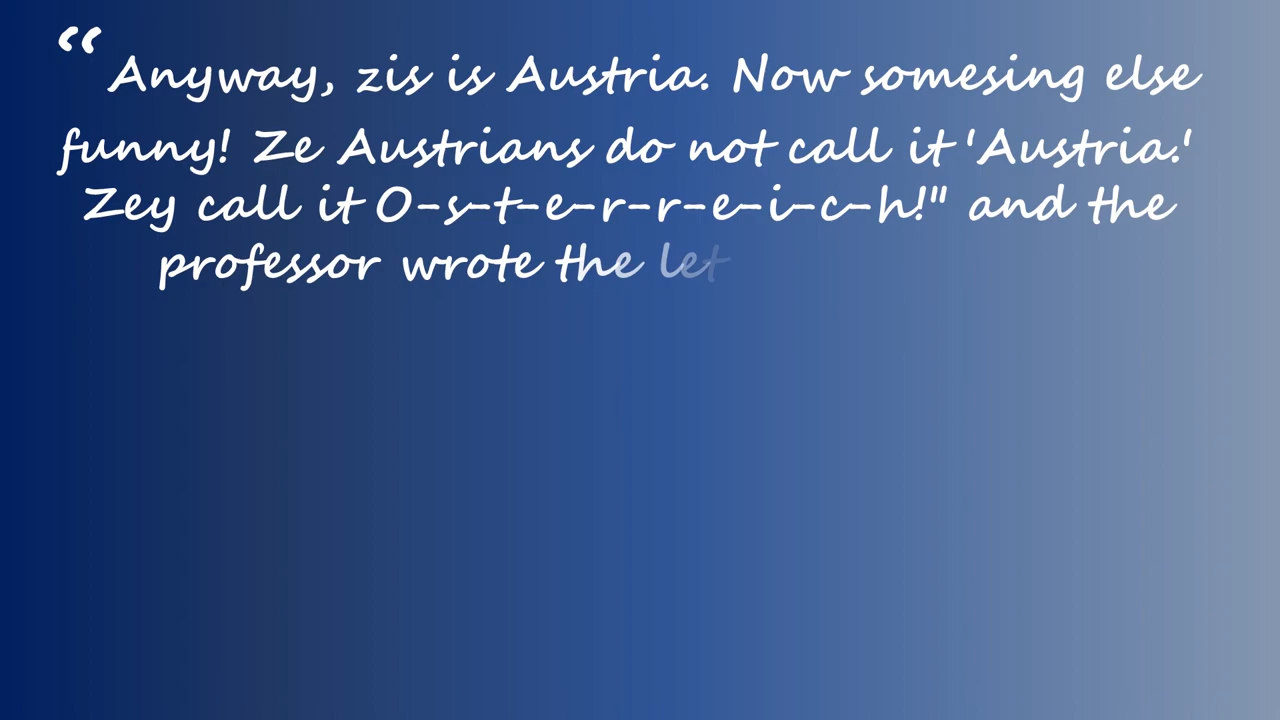 “Anyway, zis is Austria. Now somesing else
funny! Ze Austrians do not call it 'Austria.'
Zey call it O-s-t-e-r-r-e-i-c-h!" and the
professor wrote the let